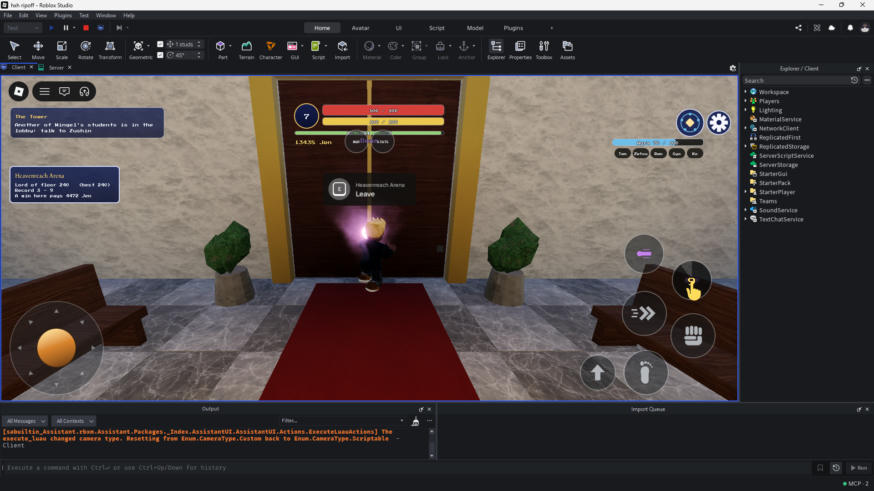 hxh ripoff - Roblox Studio
File Edit View Plugins Test Window Help
Test
Home Avatar UI Script Model Plugins
1 studs
45°
Select Move Scale Rotate Transform Geometric Part Terrain Character GUI Script Import Material Color Group Lock Anchor Explorer Properties Toolbox Assets
Client Server
Explorer / Client
Search
Workspace
Players
Lighting
MaterialService
NetworkClient
ReplicatedFirst
ReplicatedStorage
ServerScriptService
ServerStorage
StarterGui
StarterPack
StarterPlayer
Teams
SoundService
TextChatService
The Tower
Another of Wingel's students is in the
lobby: talk to Zushin
Heavenreach Arena
Lord of floor 240 (best 240)
Record 3 - 9
A win here pays 4472 Jen
7
13435 Jen
Heavenreach Arena
E
Leave
Output
Import Queue
All Messages All Contexts Filter...
[sabuiltin_Assistant.rbxm.Assistant.Packages._Index.AssistantUI.AssistantUI.Actions.ExecuteLuauActions] The
execute_luau changed camera type. Resetting from Enum.CameraType.Custom back to Enum.CameraType.Scriptable -
Client
Execute a command with Ctrl↵ or use Ctrl+Up/Down for history
Run
MCP · 2